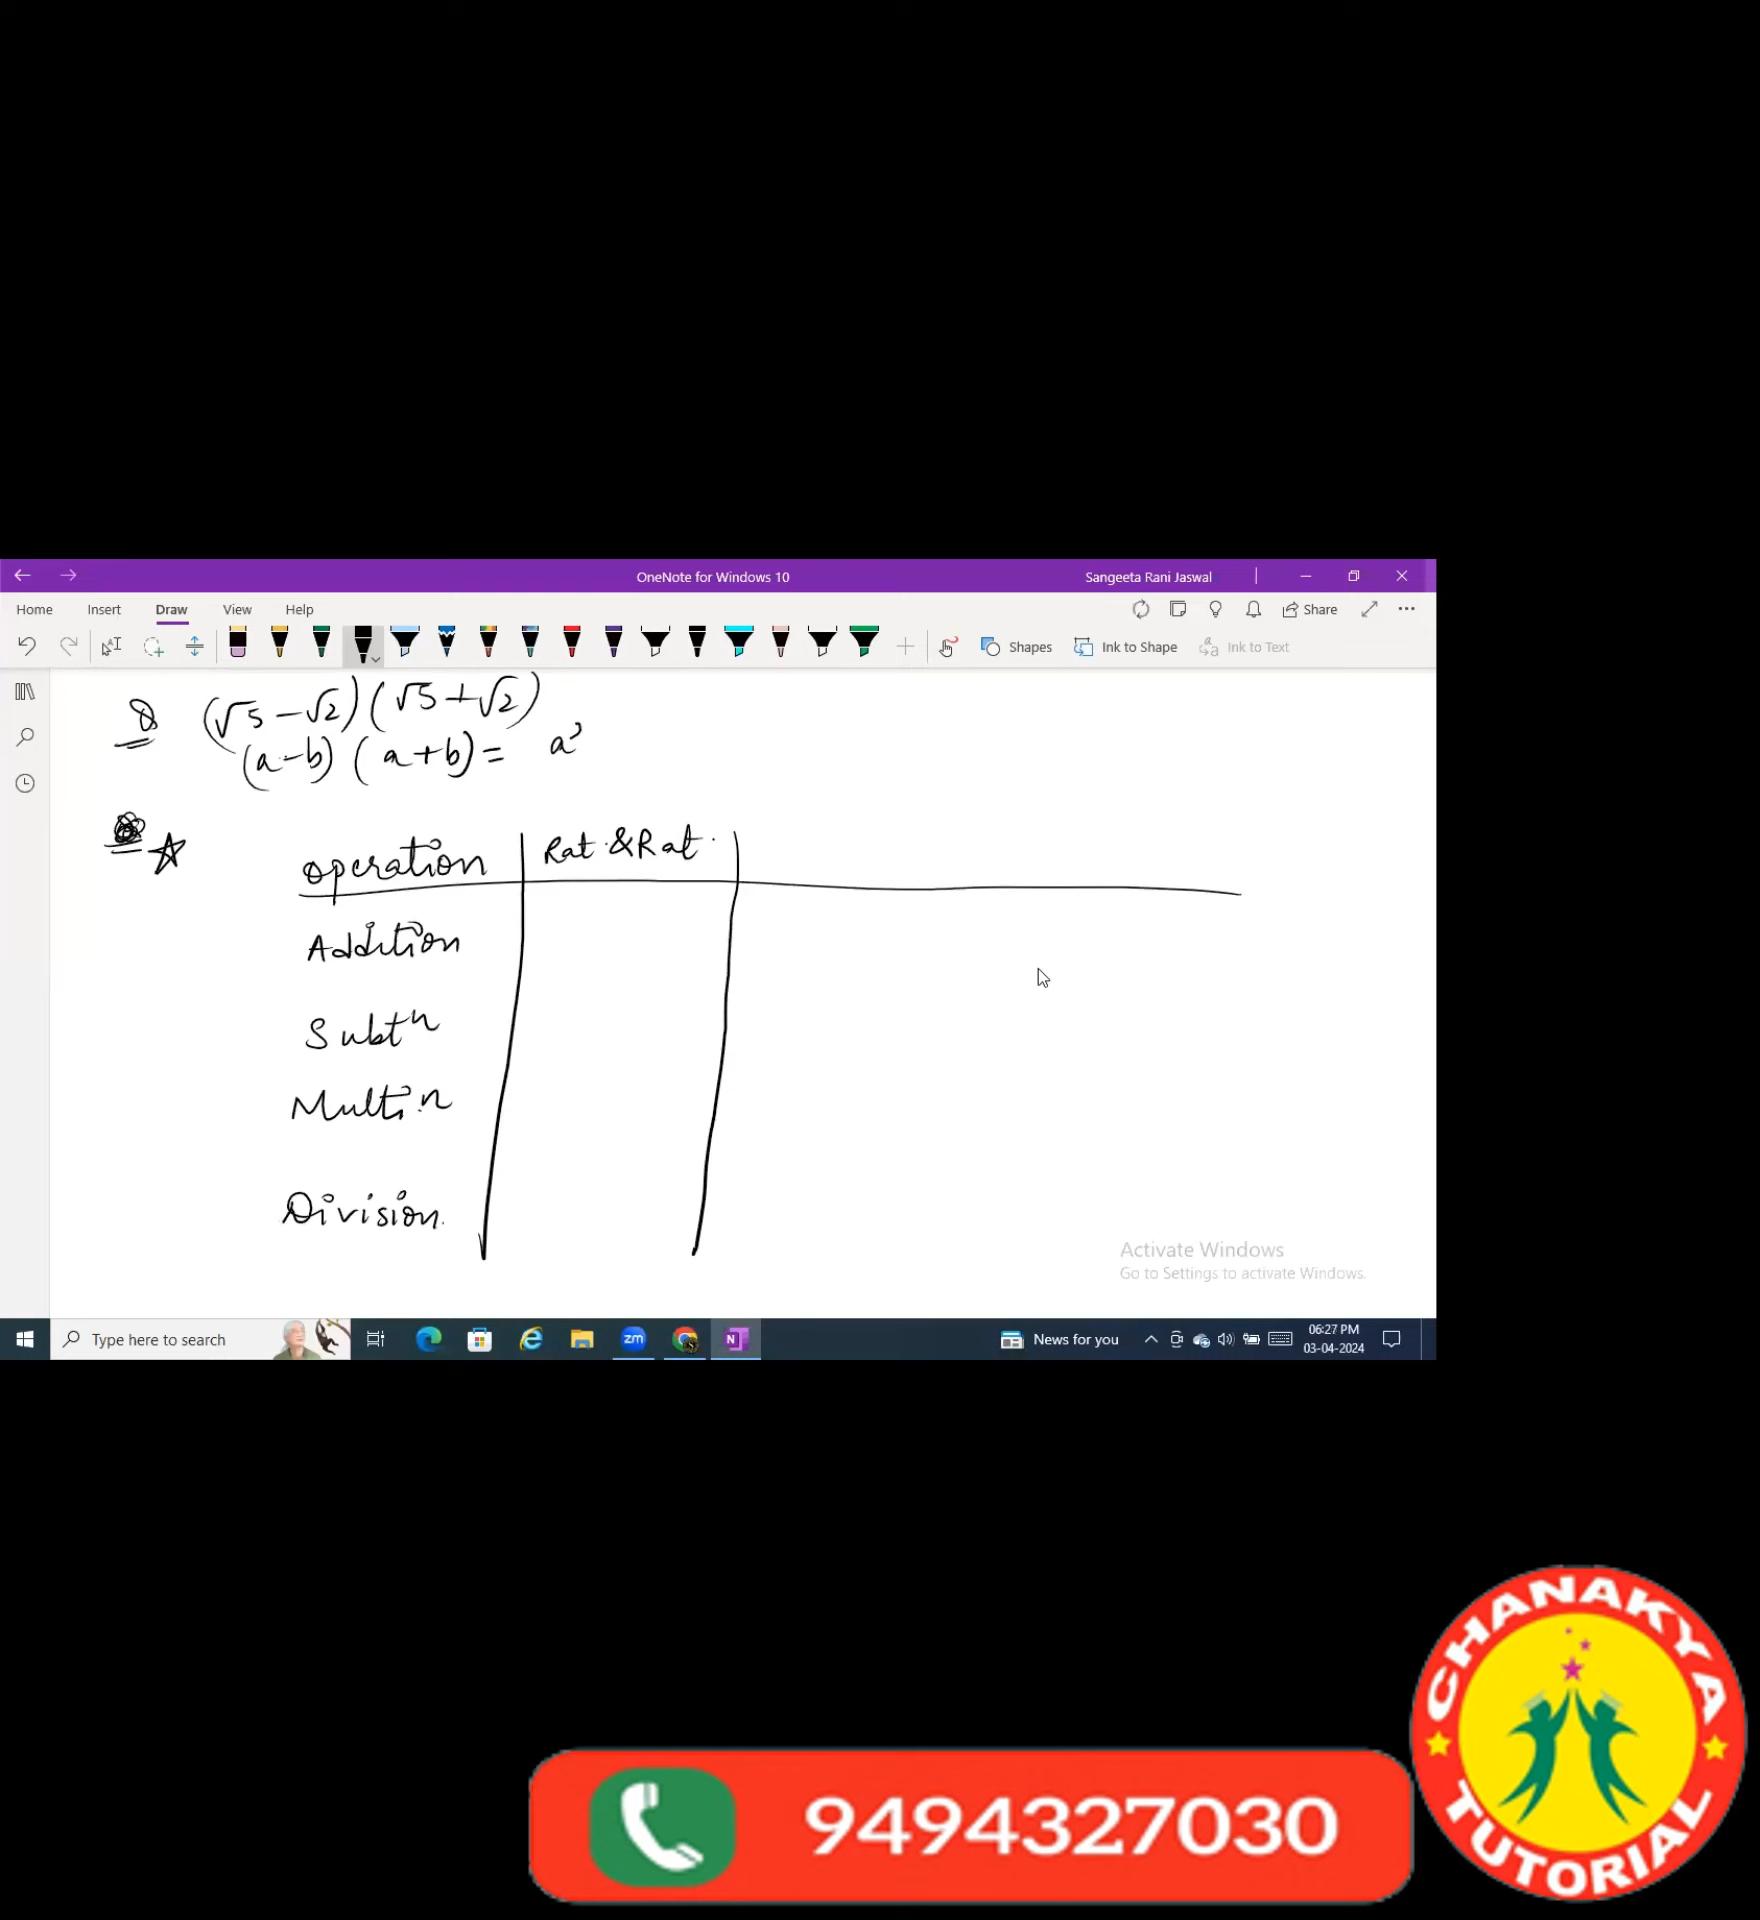 OneNote for Windows 10
Sangeeta Rani Jaswal
Home Insert Draw View Help
Share
Shapes Ink to Shape Ink to Text
(√5 - √2) (√5 + √2)
(a - b) (a + b) = a²
Operation Rat. & Rat.
Addition
Subtn
Multin
Division.
Activate Windows
Go to Settings to activate Windows.
Type here to search
zm
N
News for you
06:27 PM
03-04-2024
CHANAKYA
TUTORIAL
9494327030